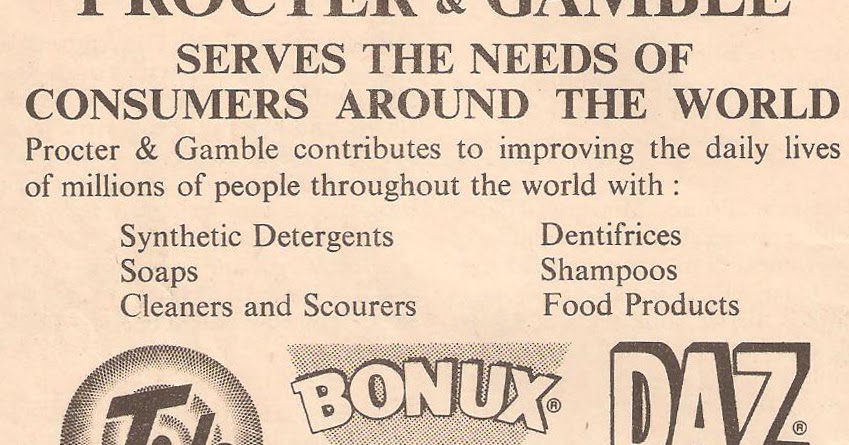 PROCTER & GAMBLE
SERVES THE NEEDS OF
CONSUMERS AROUND THE WORLD
Procter & Gamble contributes to improving the daily lives
of millions of people throughout the world with :
Synthetic Detergents
Soaps
Cleaners and Scourers
Dentifrices
Shampoos
Food Products
BONUX®
DAZ®